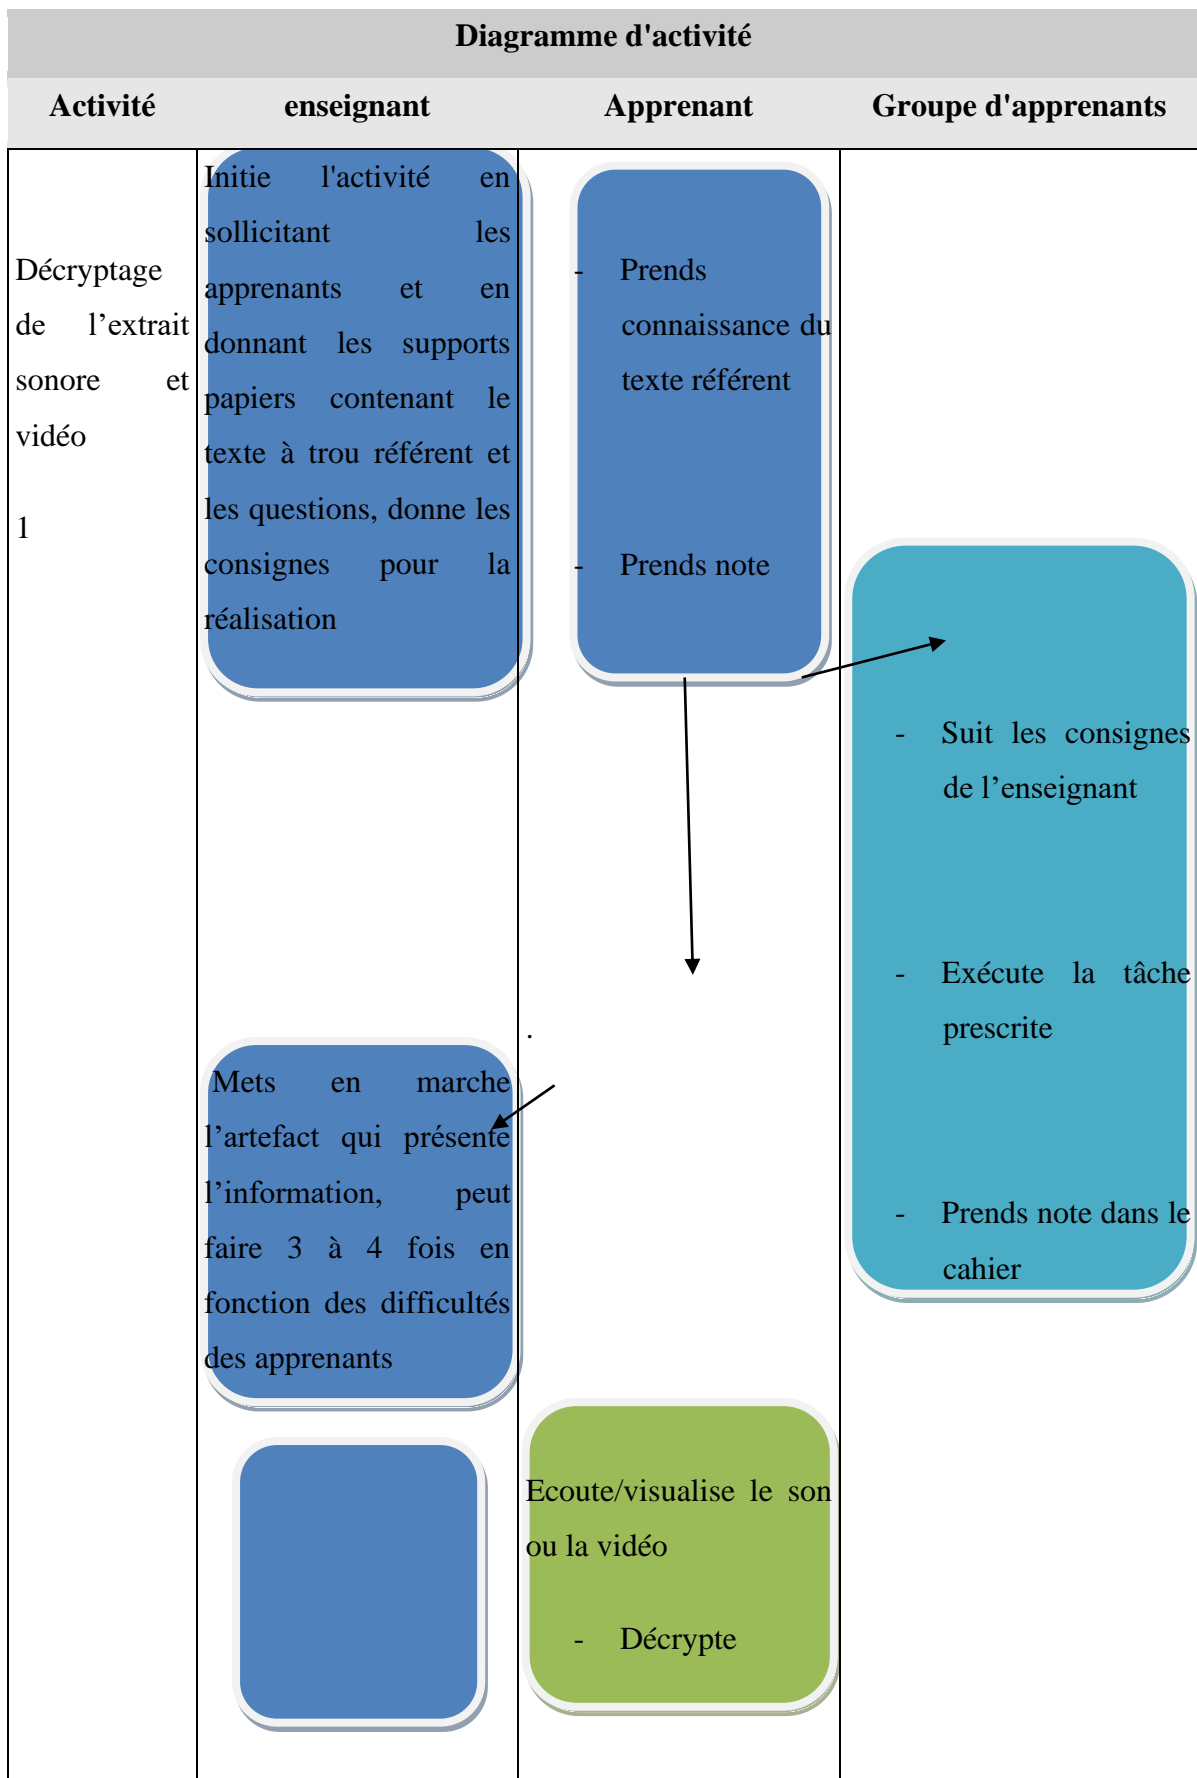 Diagramme d'activité
Activité
enseignant
Apprenant
Groupe d'apprenants
Décryptage
de l’extrait
sonore et
vidéo
1
Initie l'activité en
sollicitant les
apprenants et en
donnant les supports
papiers contenant le
texte à trou référent et
les questions, donne les
consignes pour la
réalisation
- Prends
connaissance du
texte référent
- Prends note
- Suit les consignes
de l’enseignant
- Exécute la tâche
prescrite
- Prends note dans le
cahier
.
Mets en marche
l’artefact qui présente
l’information, peut
faire 3 à 4 fois en
fonction des difficultés
des apprenants
Ecoute/visualise le son
ou la vidéo
- Décrypte